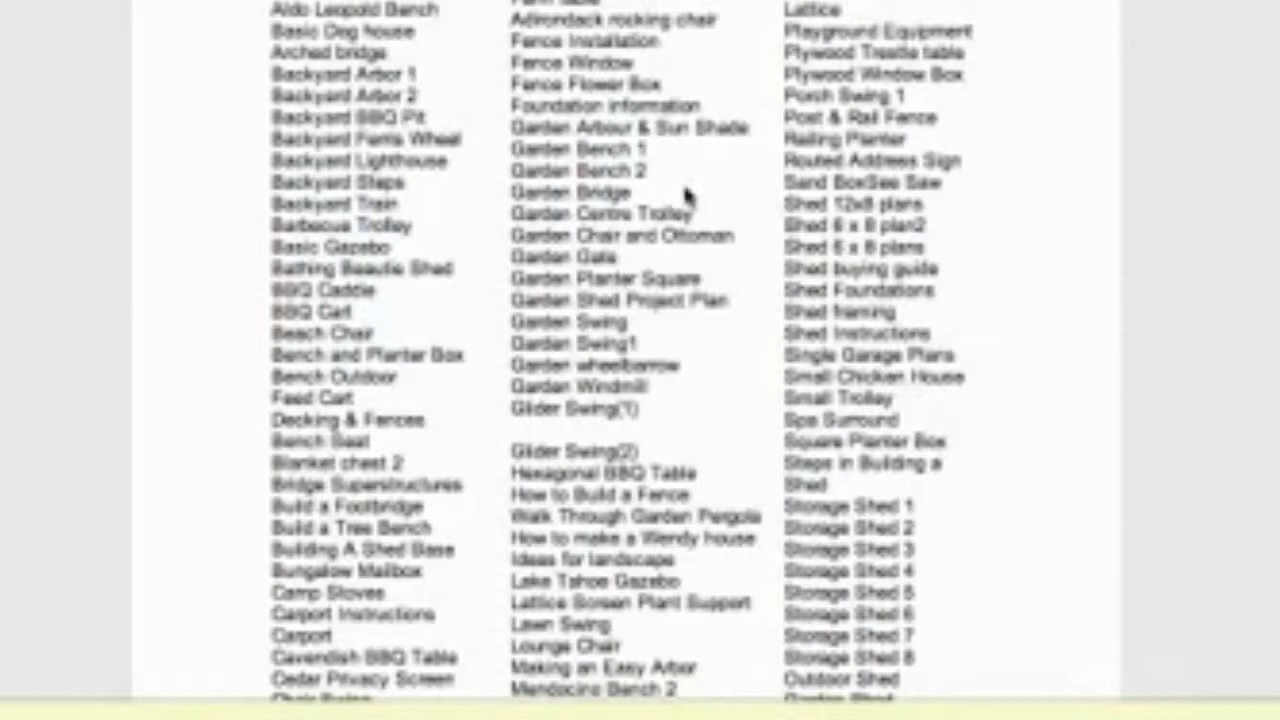 Aldo Leopold Bench
Basic Dog house
Arched bridge
Backyard Arbor 1
Backyard Arbor 2
Backyard BBQ Pit
Backyard Ferris Wheel
Backyard Lighthouse
Backyard Steps
Backyard Train
Barbecue Trolley
Basic Gazebo
Bathing Beautie Shed
BBQ Caddie
BBQ Cart
Beach Chair
Bench and Planter Box
Bench Outdoor
Feed Cart
Decking & Fences
Bench Seat
Blanket chest 2
Bridge Superstructures
Build a Footbridge
Build a Tree Bench
Building A Shed Base
Bungalow Mailbox
Camp Stoves
Carport Instructions
Carport
Cavendish BBQ Table
Cedar Privacy Screen
Chair Swing
Farm table
Adirondack rocking chair
Fence Installation
Fence Window
Fence Flower Box
Foundation information
Garden Arbour & Sun Shade
Garden Bench 1
Garden Bench 2
Garden Bridge
Garden Centre Trolley
Garden Chair and Ottoman
Garden Gate
Garden Planter Square
Garden Shed Project Plan
Garden Swing
Garden Swing1
Garden wheelbarrow
Garden Windmill
Glider Swing(1)
Glider Swing(2)
Hexagonal BBQ Table
How to Build a Fence
Walk Through Garden Pergola
How to make a Wendy house
Ideas for landscape
Lake Tahoe Gazebo
Lattice Screen Plant Support
Lawn Swing
Lounge Chair
Making an Easy Arbor
Mendocino Bench 2
Lattice
Playground Equipment
Plywood Trestle table
Plywood Window Box
Porch Swing 1
Post & Rail Fence
Railing Planter
Routed Address Sign
Sand BoxSee Saw
Shed 12x8 plans
Shed 6 x 8 plan2
Shed 6 x 8 plans
Shed buying guide
Shed Foundations
Shed framing
Shed Instructions
Single Garage Plans
Small Chicken House
Small Trolley
Spa Surround
Square Planter Box
Steps in Building a
Shed
Storage Shed 1
Storage Shed 2
Storage Shed 3
Storage Shed 4
Storage Shed 5
Storage Shed 6
Storage Shed 7
Storage Shed 8
Outdoor Shed
Garden Shed